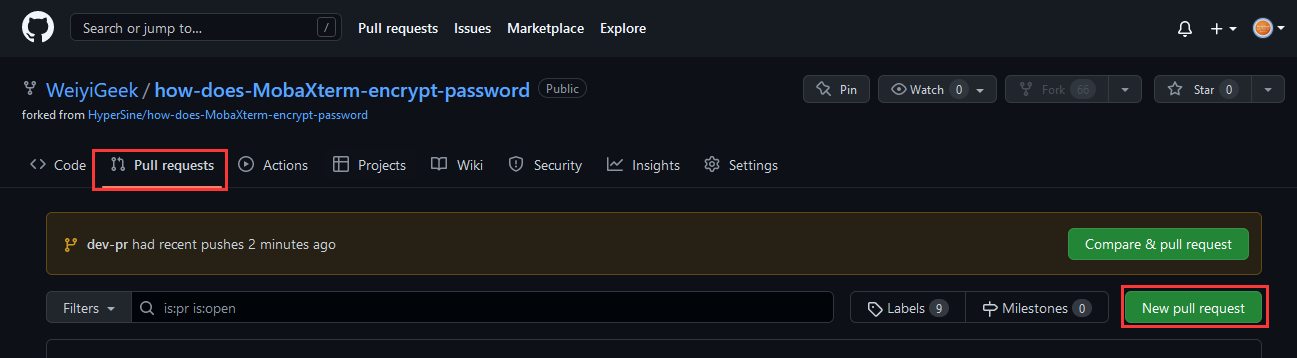 Search or jump to... / Pull requests Issues Marketplace Explore
WeiyiGeek / how-does-MobaXterm-encrypt-password Public Pin Watch 0 Fork 66 Star 0
forked from HyperSine/how-does-MobaXterm-encrypt-password
Code Pull requests Actions Projects Wiki Security Insights Settings
dev-pr had recent pushes 2 minutes ago Compare & pull request
Filters is:pr is:open Labels 9 Milestones 0 New pull request